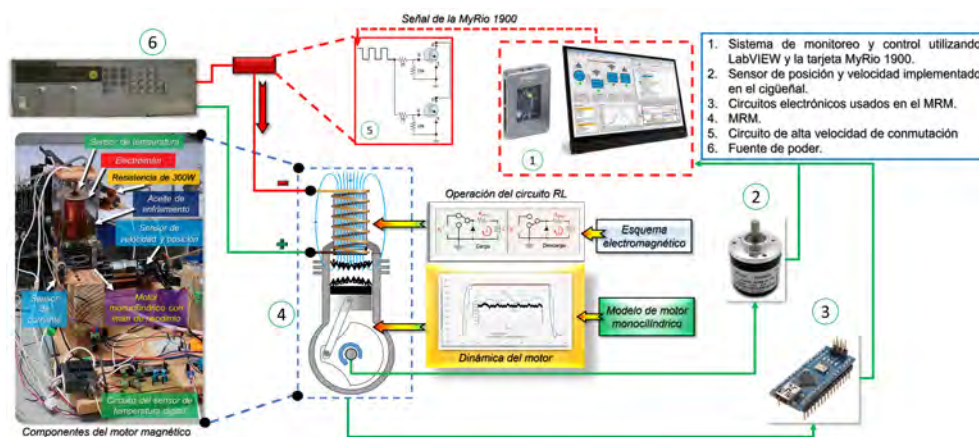 Señal de la MyRio 1900
6
5
1
1. Sistema de monitoreo y control utilizando
LabVIEW y la tarjeta MyRio 1900.
2. Sensor de posición y velocidad implementado
en el cigüeñal.
3. Circuitos electrónicos usados en el MRM.
4. MRM.
5. Circuito de alta velocidad de conmutación
6. Fuente de poder.
Sensor de temperatura
Electroimán
Resistencia de 300W
Aceite de enfriamiento
Sensor de
velocidad y posición
Sensor
de
corriente
Motor
monocilíndrico con
imán de neodimio
Circuito del sensor de
temperatura digital
Componentes del motor magnético
-
+
4
Operación del circuito RL
Carga
Descarga
Esquema
electromagnético
Dinámica del motor
Modelo de motor
monocilíndrico
2
3